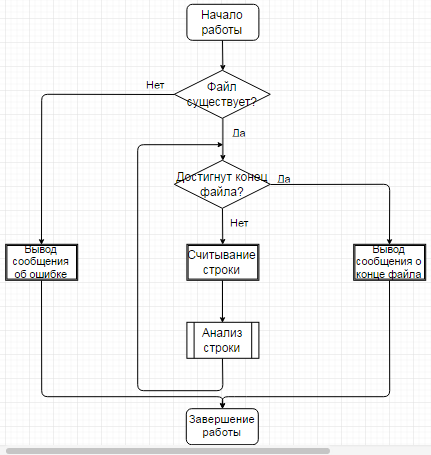 Начало
работы
Файл
существует?
Нет
Да
Достигнут конец
файла?
Да
Нет
Вывод
сообщения
об ошибке
Считывание
строки
Вывод
сообщения о
конце файла
Анализ
строки
Завершение
работы